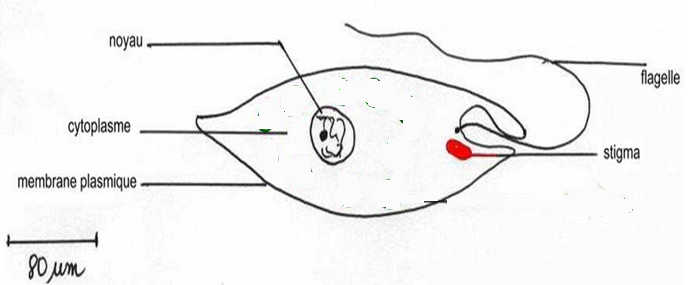 noyau
flagelle
cytoplasme
stigma
membrane plasmique
80 µm